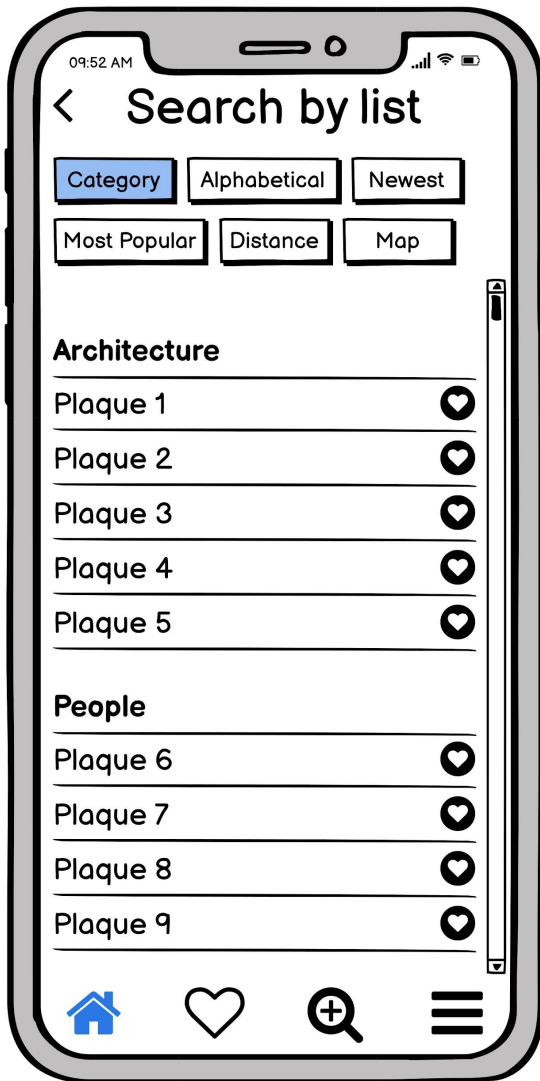 09:52 AM
Search by list
Category Alphabetical Newest
Most Popular Distance Map
Architecture
Plaque 1
Plaque 2
Plaque 3
Plaque 4
Plaque 5
People
Plaque 6
Plaque 7
Plaque 8
Plaque 9